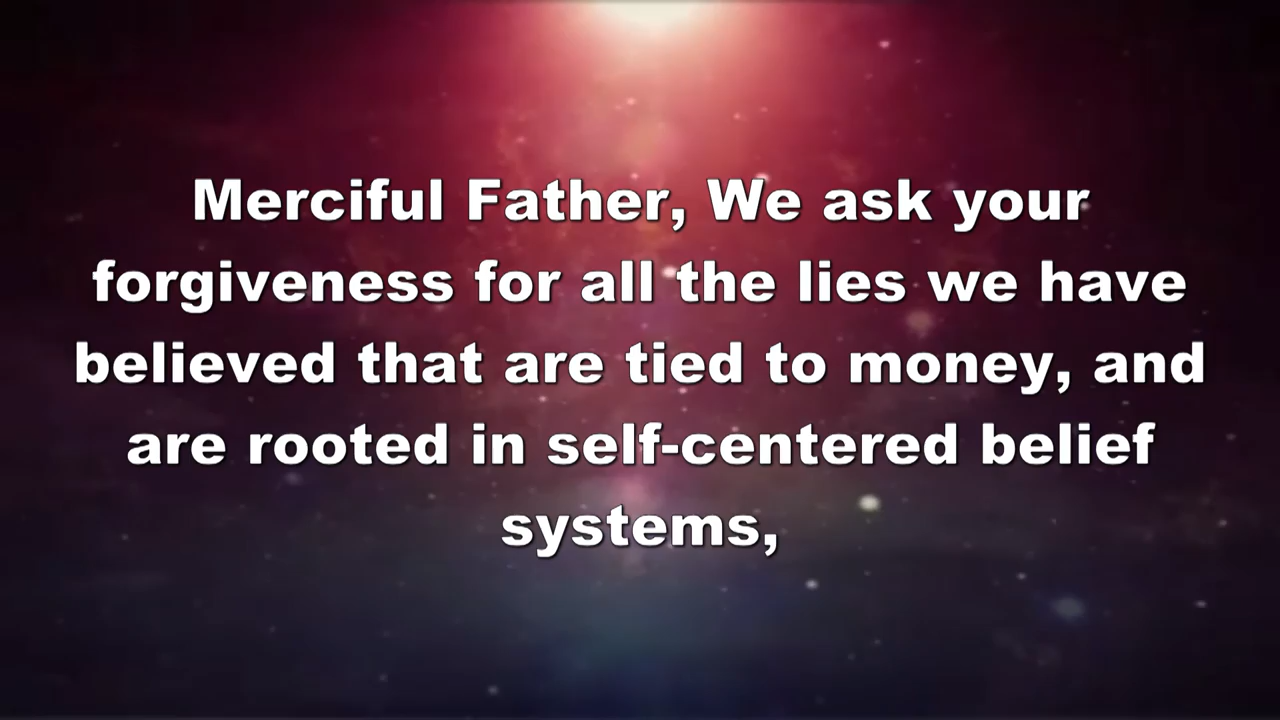 Merciful Father, We ask your
forgiveness for all the lies we have
believed that are tied to money, and
are rooted in self-centered belief
systems,